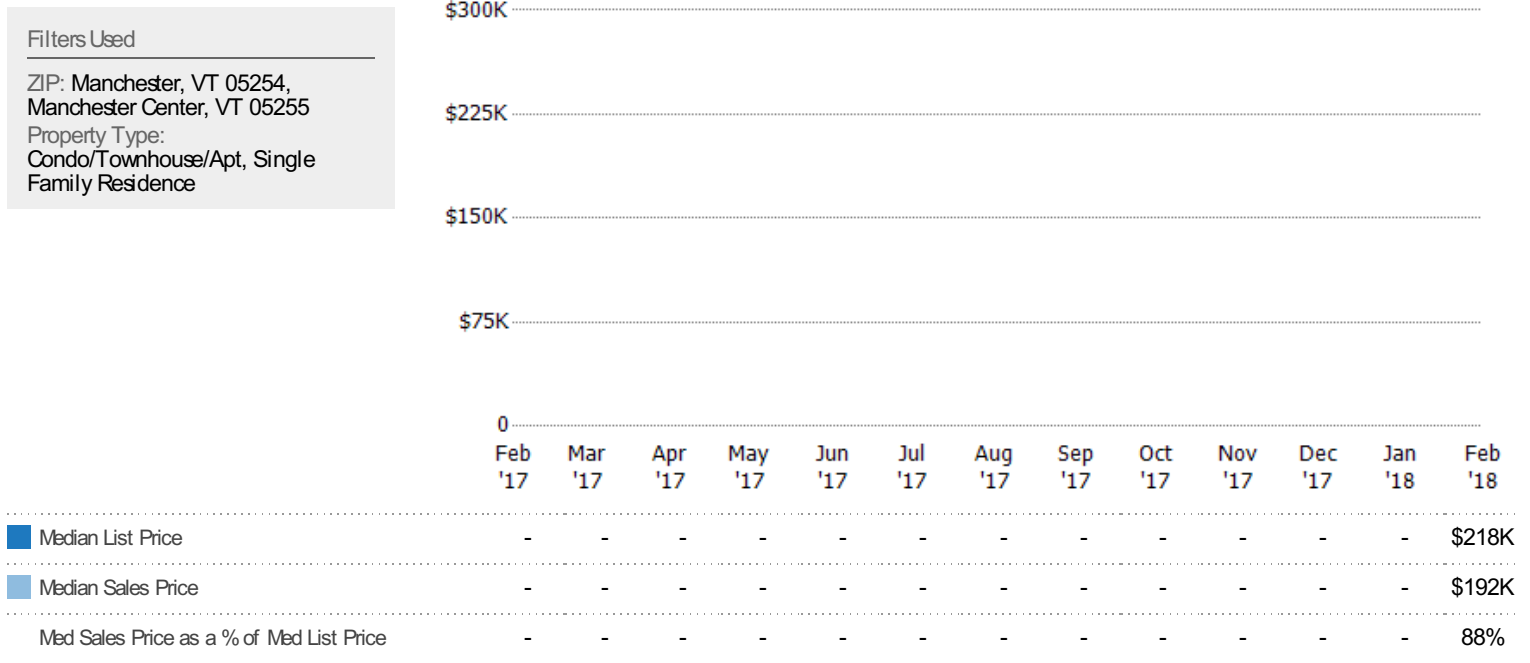 Filters Used
ZIP: Manchester, VT 05254,
Manchester Center, VT 05255
Property Type:
Condo/Townhouse/Apt, Single
Family Residence
$300K
$225K
$150K
$75K
0
Feb Mar Apr May Jun Jul Aug Sep Oct Nov Dec Jan Feb
'17 '17 '17 '17 '17 '17 '17 '17 '17 '17 '17 '18 '18
Median List Price - - - - - - - - - - - - $218K
Median Sales Price - - - - - - - - - - - - $192K
Med Sales Price as a % of Med List Price - - - - - - - - - - - - 88%